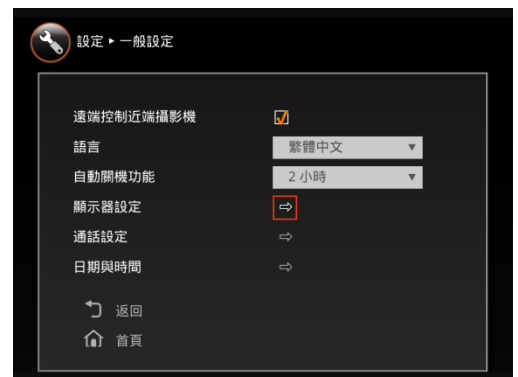 設定 ▸ 一般設定
遠端控制近端攝影機
語言 繁體中文
自動關機功能 2 小時
顯示器設定
通話設定
日期與時間
返回
首頁